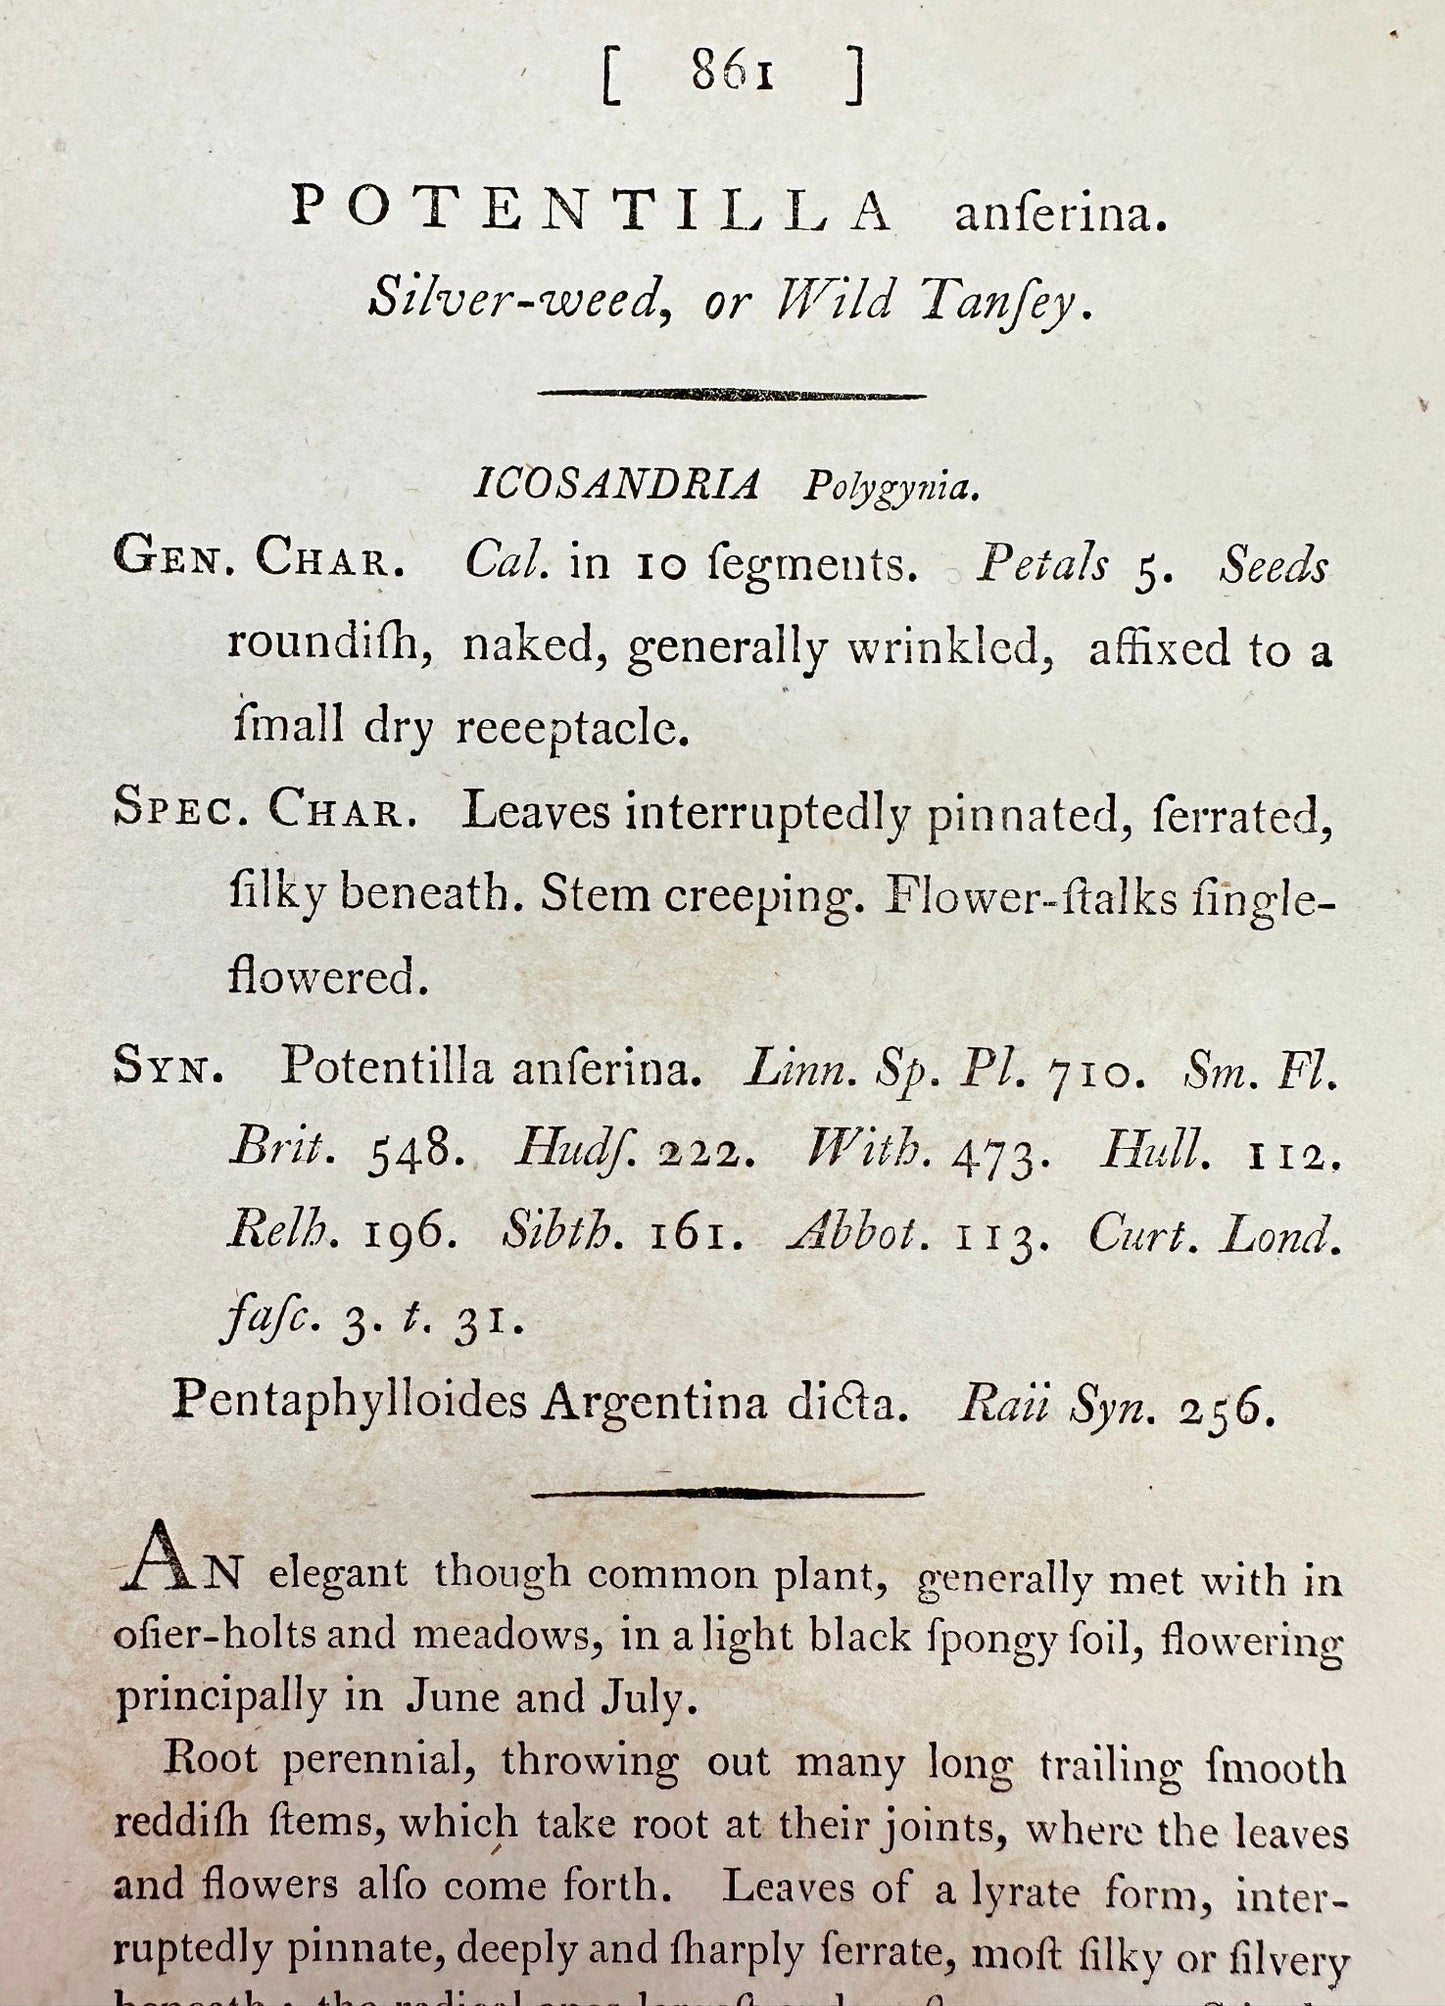 [ 861 ]
POTENTILLA anſerina.
Silver-weed, or Wild Tanſey.
ICOSANDRIA Polygynia.
GEN. CHAR. Cal. in 10 ſegments. Petals 5. Seeds
roundiſh, naked, generally wrinkled, affixed to a
ſmall dry receptacle.
SPEC. CHAR. Leaves interruptedly pinnated, ſerrated,
ſilky beneath. Stem creeping. Flower-ſtalks ſingle-
flowered.
SYN. Potentilla anſerina. Linn. Sp. Pl. 710. Sm. Fl.
Brit. 548. Hudſ. 222. With. 473. Hull. 112.
Relh. 196. Sibth. 161. Abbot. 113. Curt. Lond.
faſc. 3. t. 31.
Pentaphylloides Argentina dicta. Raii Syn. 256.
AN elegant though common plant, generally met with in
oſier-holts and meadows, in a light black ſpongy ſoil, flowering
principally in June and July.
Root perennial, throwing out many long trailing ſmooth
reddiſh ſtems, which take root at their joints, where the leaves
and flowers alſo come forth. Leaves of a lyrate form, inter-
ruptedly pinnate, deeply and ſharply ſerrate, moſt ſilky or ſilvery